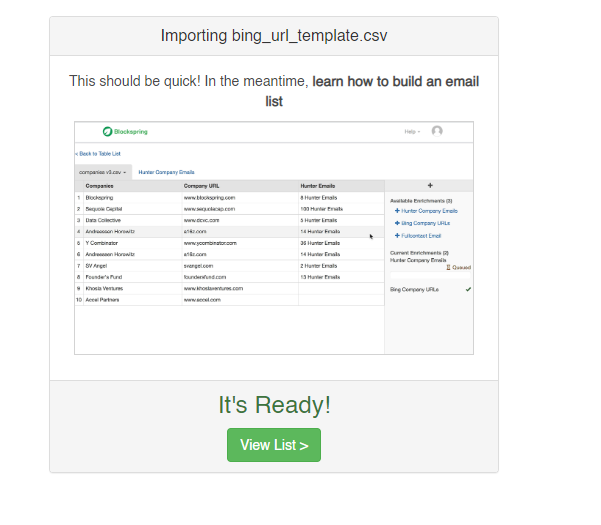 Importing bing_url_template.csv
This should be quick! In the meantime, learn how to build an email
list
Blockspring
Help
< Back to Table List
companies v3.csv
Hunter Company Emails
Companies Company URL Hunter Emails +
1 Blockspring www.blockspring.com 8 Hunter Emails
2 Sequoia Capital www.sequoiacap.com 100 Hunter Emails
3 Data Collective www.dcvc.com 5 Hunter Emails
4 Andreessen Horowitz a16z.com 14 Hunter Emails
5 Y Combinator www.ycombinator.com 36 Hunter Emails
6 Andreessen Horowitz a16z.com 14 Hunter Emails
7 SV Angel svangel.com 2 Hunter Emails
8 Founder's Fund foundersfund.com 13 Hunter Emails
9 Khosla Ventures www.khoslaventures.com
10 Accel Partners www.accel.com
Available Enrichments (3)
+ Hunter Company Emails
+ Bing Company URLs
+ Fullcontact Email
Current Enrichments (2)
Hunter Company Emails
Queued
Bing Company URLs
It's Ready!
View List >